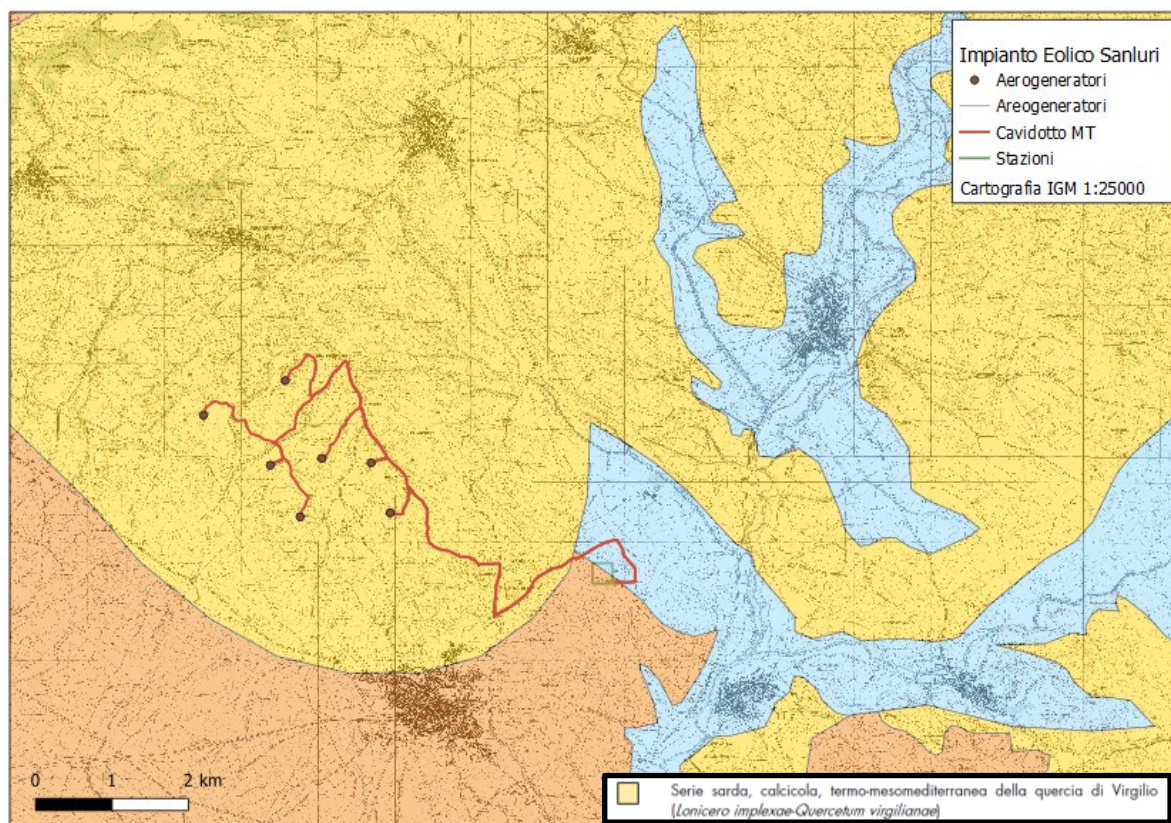 Impianto Eolico Sanluri
Aerogeneratori
Areogeneratori
Cavidotto MT
Stazioni
Cartografia IGM 1:25000
0 1 2 km
Serie sarda, calcicola, termo-mesomediterranea della quercia di Virgilio
(Lonicero implexae-Quercetum virgilianae)